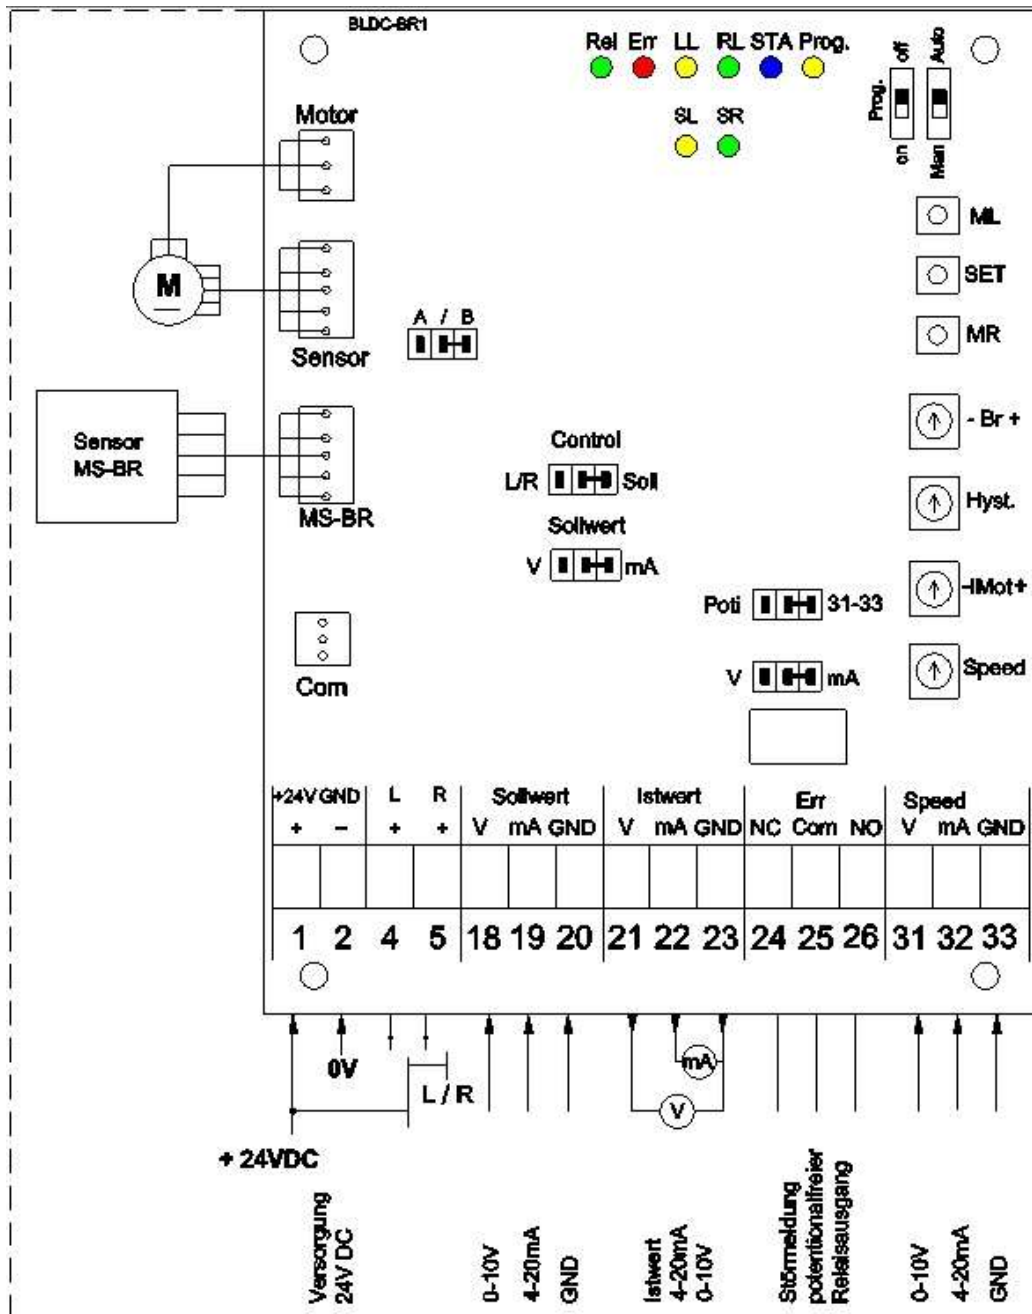 BLDC-BR1
Rel Err LL RL STA Prog.
SL SR
Prog.
off
on
Auto
Man
Motor
M
Sensor
A / B
ML
SET
MR
- Br +
Hyst.
-IMot+
Speed
Sensor
MS-BR
MS-BR
Control
L/R Soll
Sollwert
V mA
Poti 31-33
V mA
Com
+24V GND L R Sollwert Istwert Err Speed
+ – + + V mA GND V mA GND NC Com NO V mA GND
1 2 4 5 18 19 20 21 22 23 24 25 26 31 32 33
0V
L / R
mA
V
+ 24VDC
Versorgung
24V DC
0-10V
4-20mA
GND
Istwert
4-20mA
0-10V
Störmeldung
potentionalfreier
Relaisausgang
0-10V
4-20mA
GND